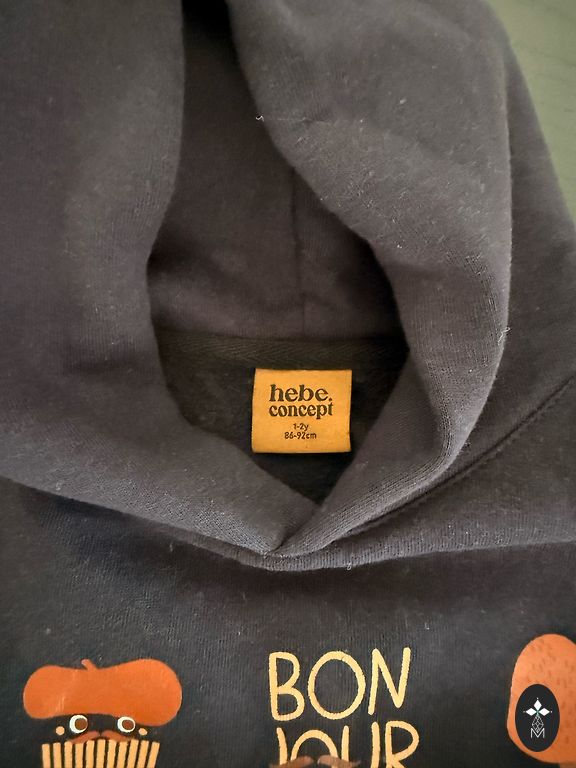 hebe.
concept
1-2y
86-92cm
BON
JOUR
M